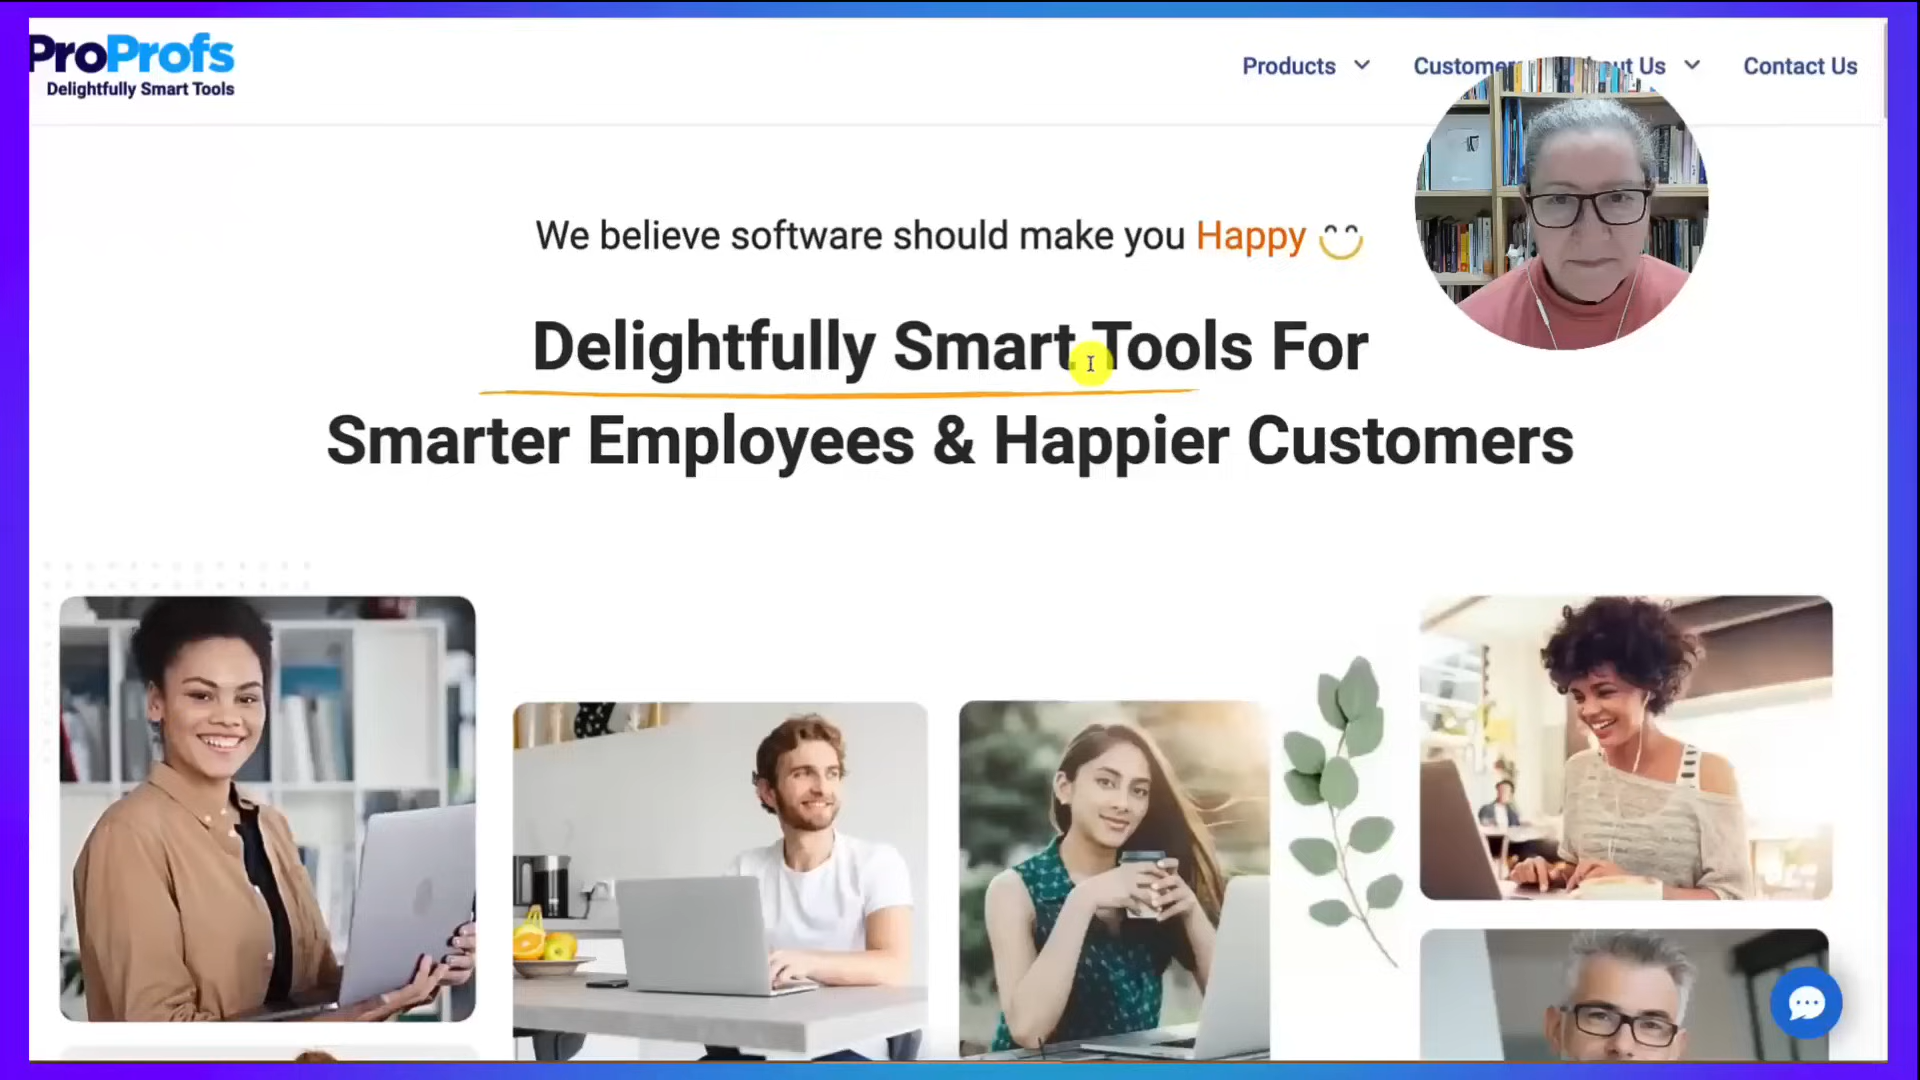 ProProfs
Delightfully Smart Tools
Products
Contact Us
We believe software should make you Happy
Delightfully Smart Tools For
Smarter Employees & Happier Customers